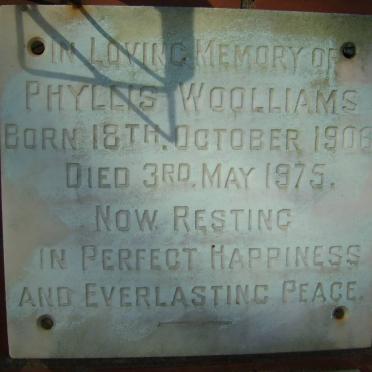 IN LOVING MEMORY OF
PHYLLIS WOOLLIAMS
BORN 18TH. OCTOBER 1906
DIED 3RD. MAY 1975.
NOW RESTING
IN PERFECT HAPPINESS
AND EVERLASTING PEACE.